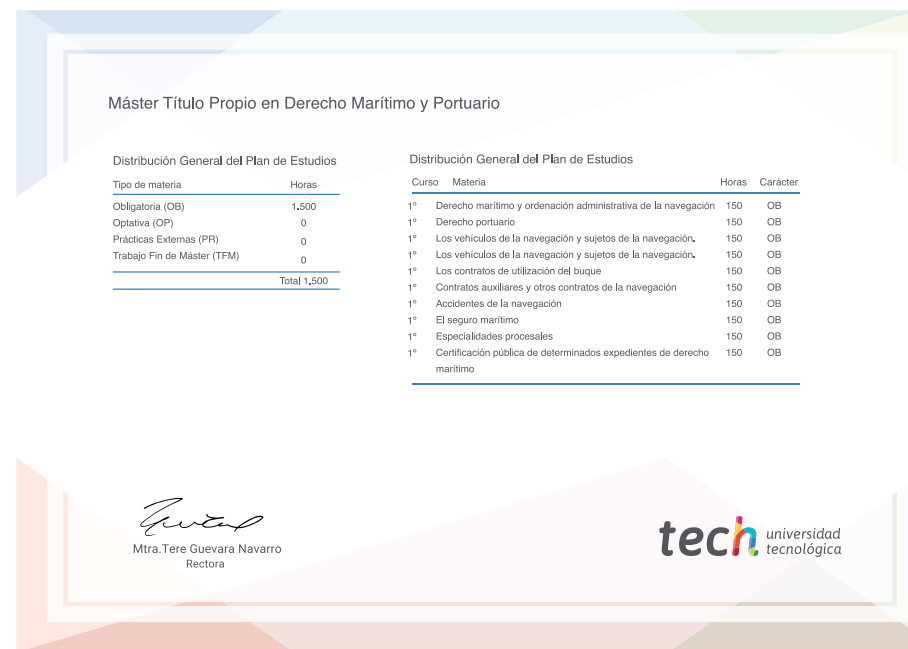 Máster Título Propio en Derecho Marítimo y Portuario
Distribución General del Plan de Estudios
Tipo de materia Horas
Obligatoria (OB) 1.500
Optativa (OP) 0
Prácticas Externas (PR) 0
Trabajo Fin de Máster (TFM) 0
Total 1.500
Distribución General del Plan de Estudios
Curso Materia Horas Carácter
1º Derecho marítimo y ordenación administrativa de la navegación 150 OB
1º Derecho portuario 150 OB
1º Los vehículos de la navegación y sujetos de la navegación. 150 OB
1º Los vehículos de la navegación y sujetos de la navegación. 150 OB
1º Los contratos de utilización del buque 150 OB
1º Contratos auxiliares y otros contratos de la navegación 150 OB
1º Accidentes de la navegación 150 OB
1º El seguro marítimo 150 OB
1º Especialidades procesales 150 OB
1º Certificación pública de determinados expedientes de derecho 150 OB
marítimo
Mtra.Tere Guevara Navarro
Rectora
tech universidad
tecnológica